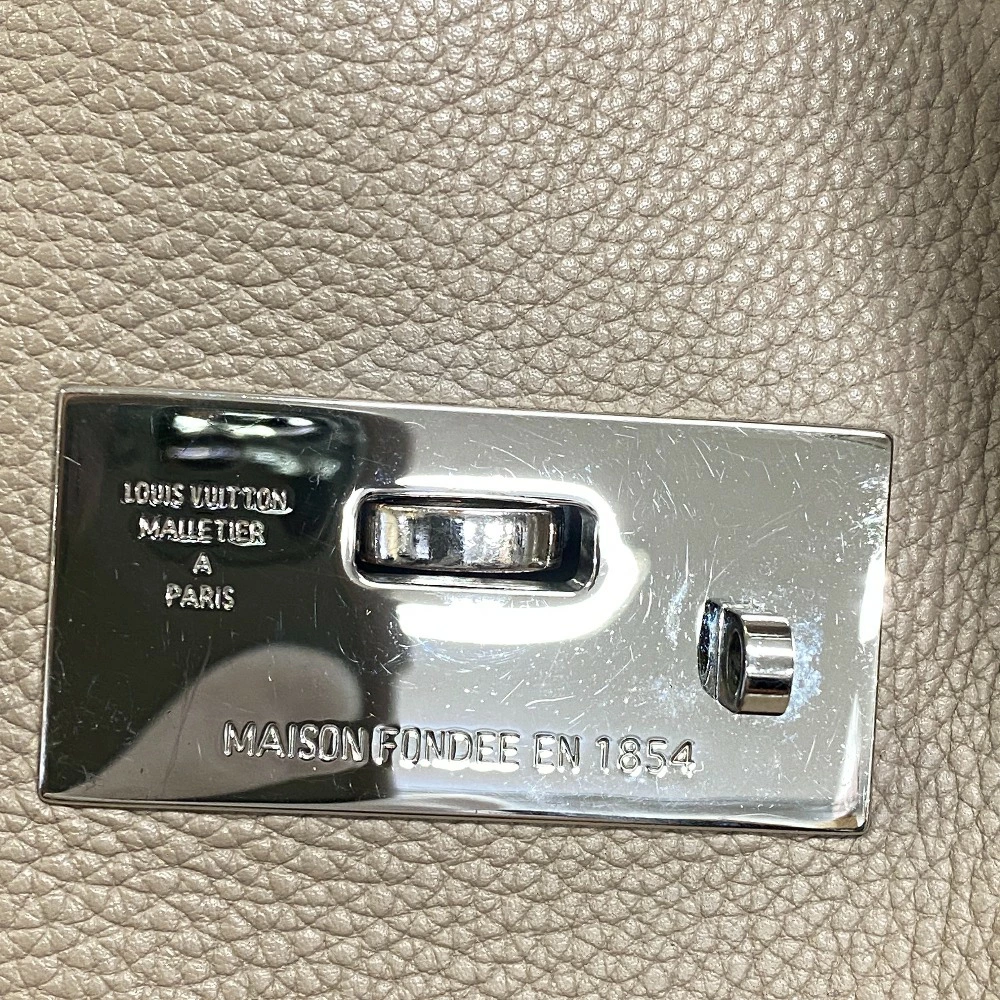 LOUIS VUITTON
MALLETIER
A
PARIS
MAISON FONDEE EN 1854